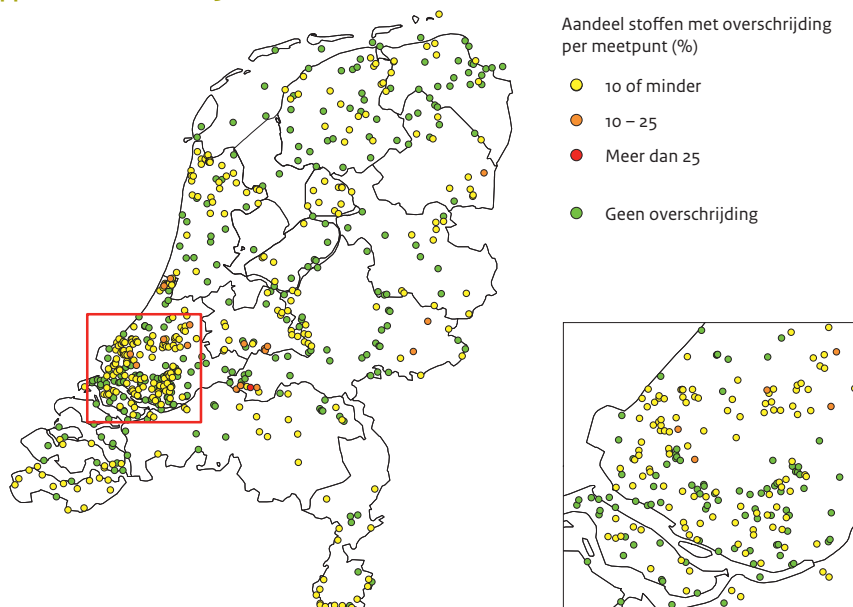 Aandeel stoffen met overschrijding
per meetpunt (%)
10 of minder
10 – 25
Meer dan 25
Geen overschrijding